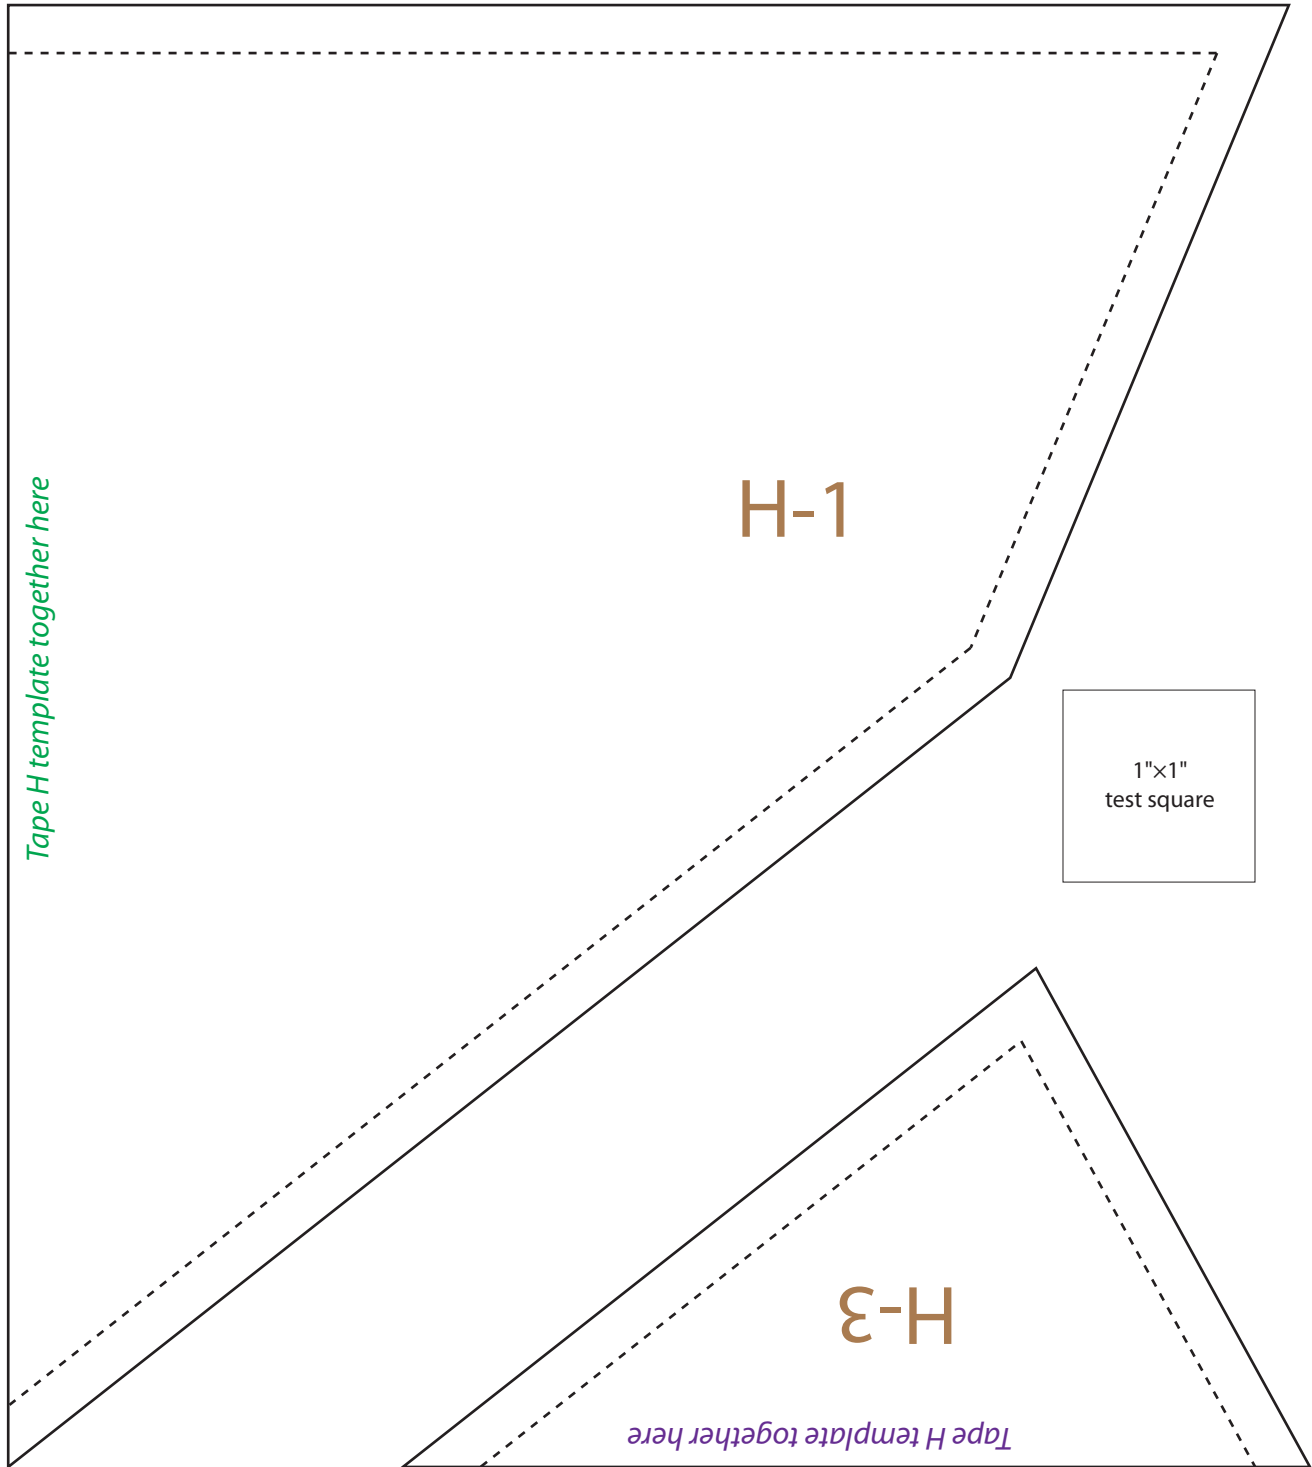 H-1
Tape H template together here
1"×1"
test square
H-3
Tape H template together here